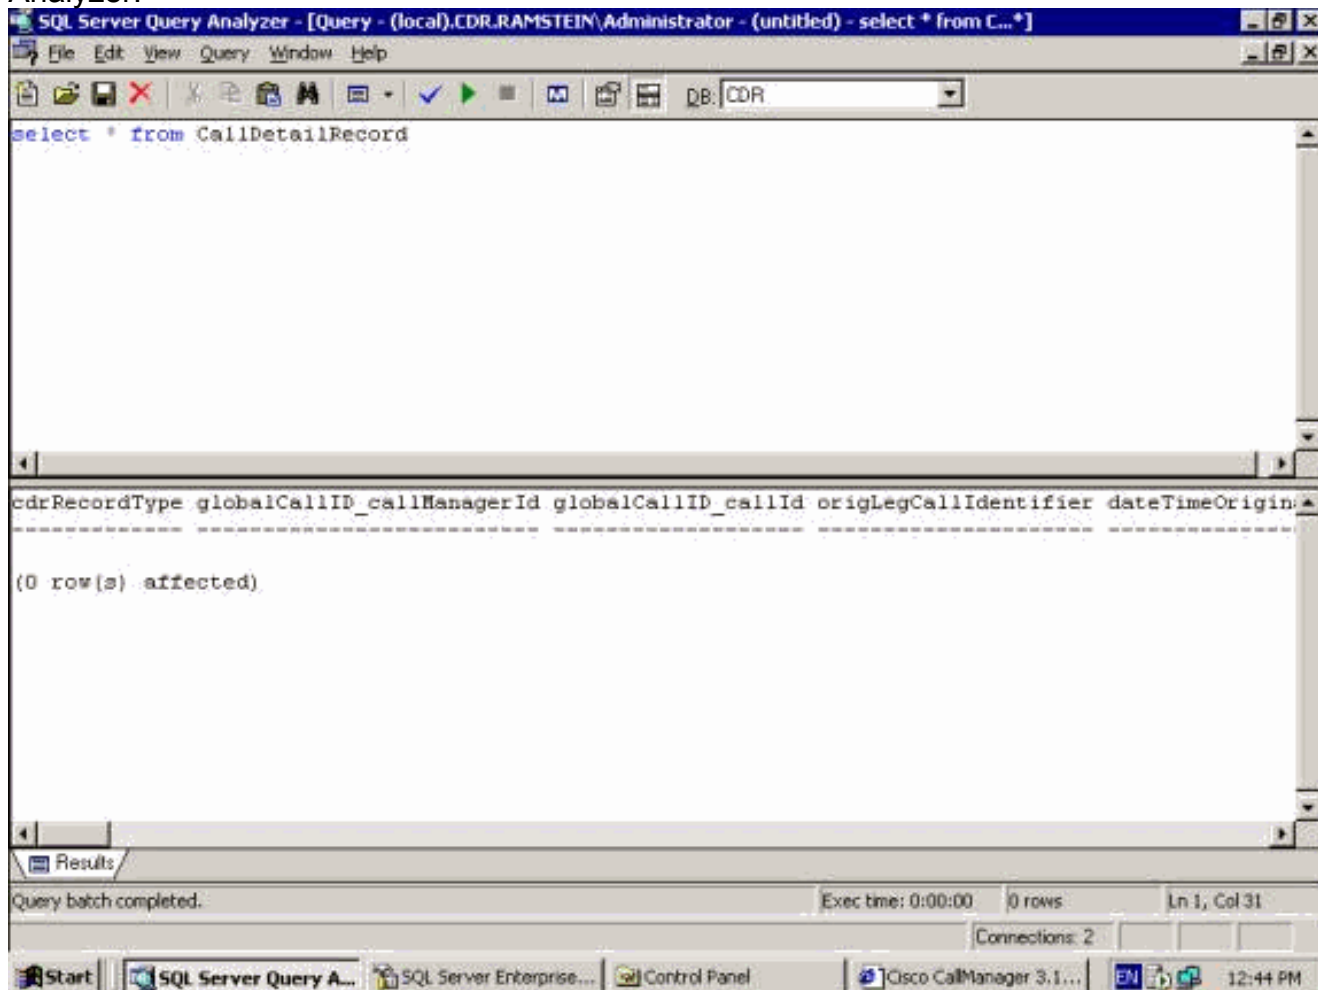 Analyzer.
SQL Server Query Analyzer - [Query - (local).CDR.RAMSTEIN\Administrator - (untitled) - select * from C...*]
File Edit View Query Window Help
DB: CDR
select * from CallDetailRecord
cdrRecordType globalCallID_callManagerId globalCallID_callId origLegCallIdentifier dateTimeOrigin
(0 row(s) affected)
Results
Query batch completed. Exec time: 0:00:00 0 rows Ln 1, Col 31
Connections: 2
Start SQL Server Query A... SQL Server Enterprise... Control Panel Cisco CallManager 3.1... EN 12:44 PM